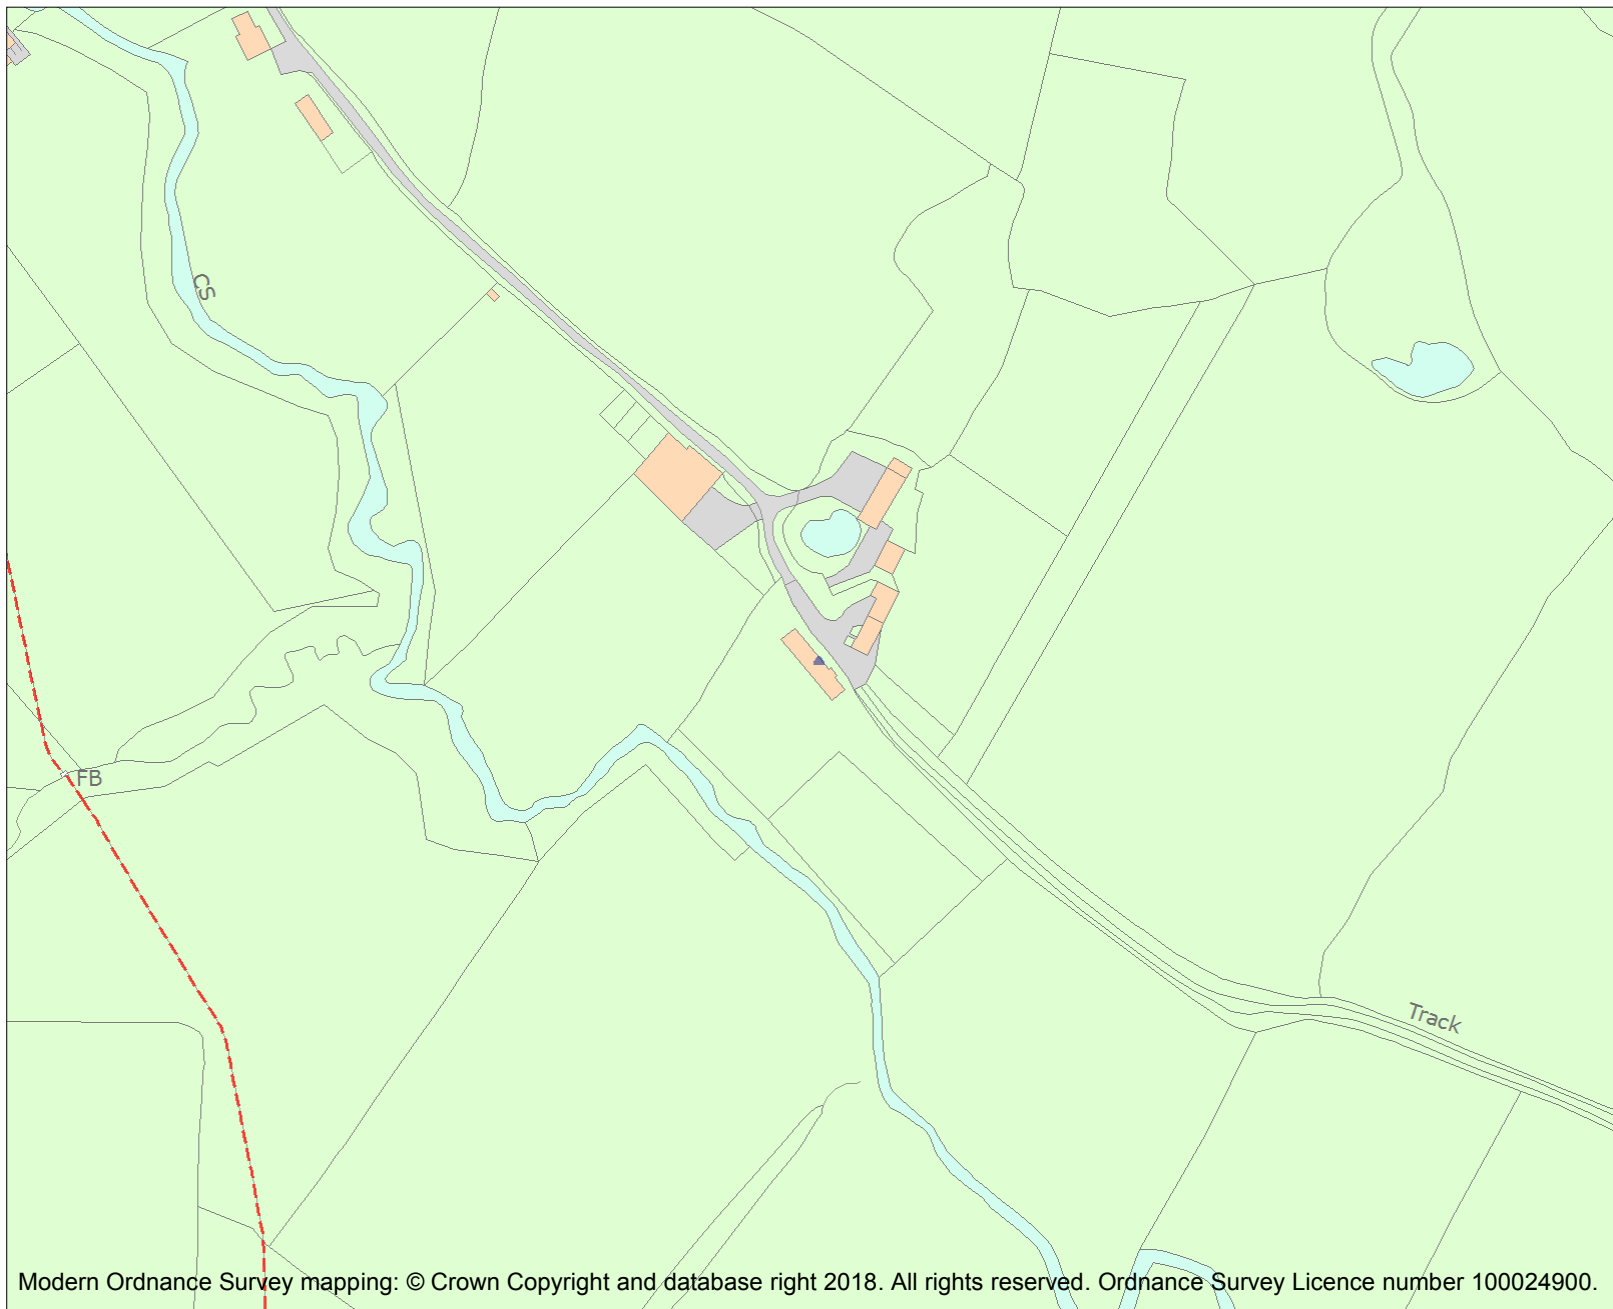 CS
FB
Track
Modern Ordnance Survey mapping: © Crown Copyright and database right 2018. All rights reserved. Ordnance Survey Licence number 100024900.